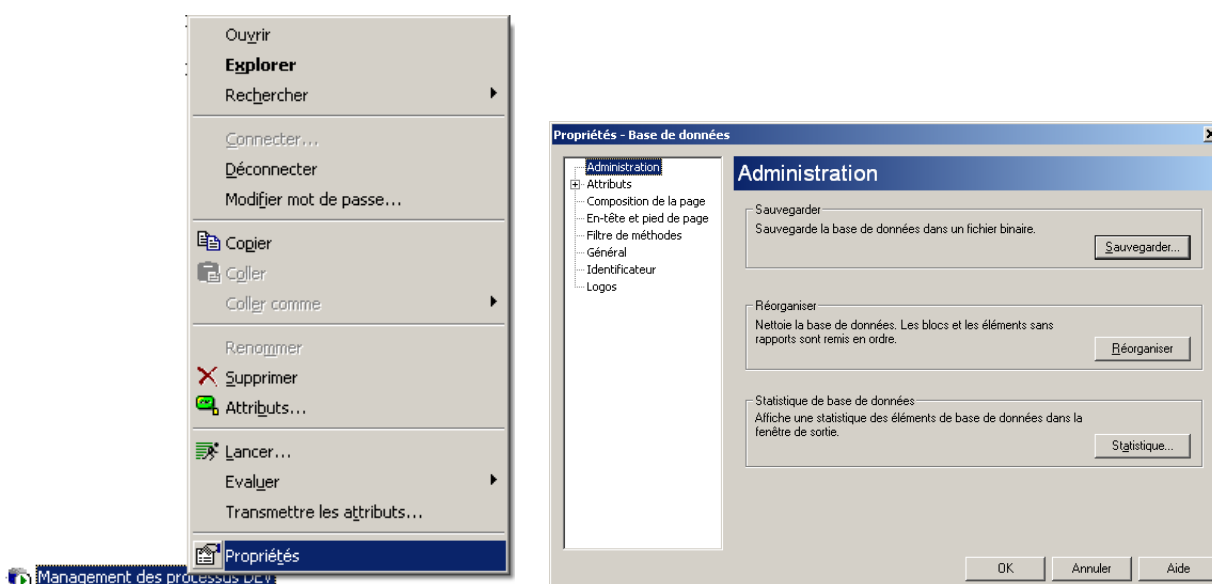 Ouvrir
Explorer
Rechercher
Connecter...
Déconnecter
Modifier mot de passe...
Copier
Coller
Coller comme
Renommer
Supprimer
Attributs...
Lancer...
Evaluer
Transmettre les attributs...
Propriétés
Management des processus DEV
Propriétés - Base de données
Administration
Attributs
Composition de la page
En-tête et pied de page
Filtre de méthodes
Général
Identificateur
Logos
Administration
Sauvegarder
Sauvegarde la base de données dans un fichier binaire.
Sauvegarder...
Réorganiser
Nettoie la base de données. Les blocs et les éléments sans
rapports sont remis en ordre.
Réorganiser
Statistique de base de données
Affiche une statistique des éléments de base de données dans la
fenêtre de sortie.
Statistique...
OK
Annuler
Aide